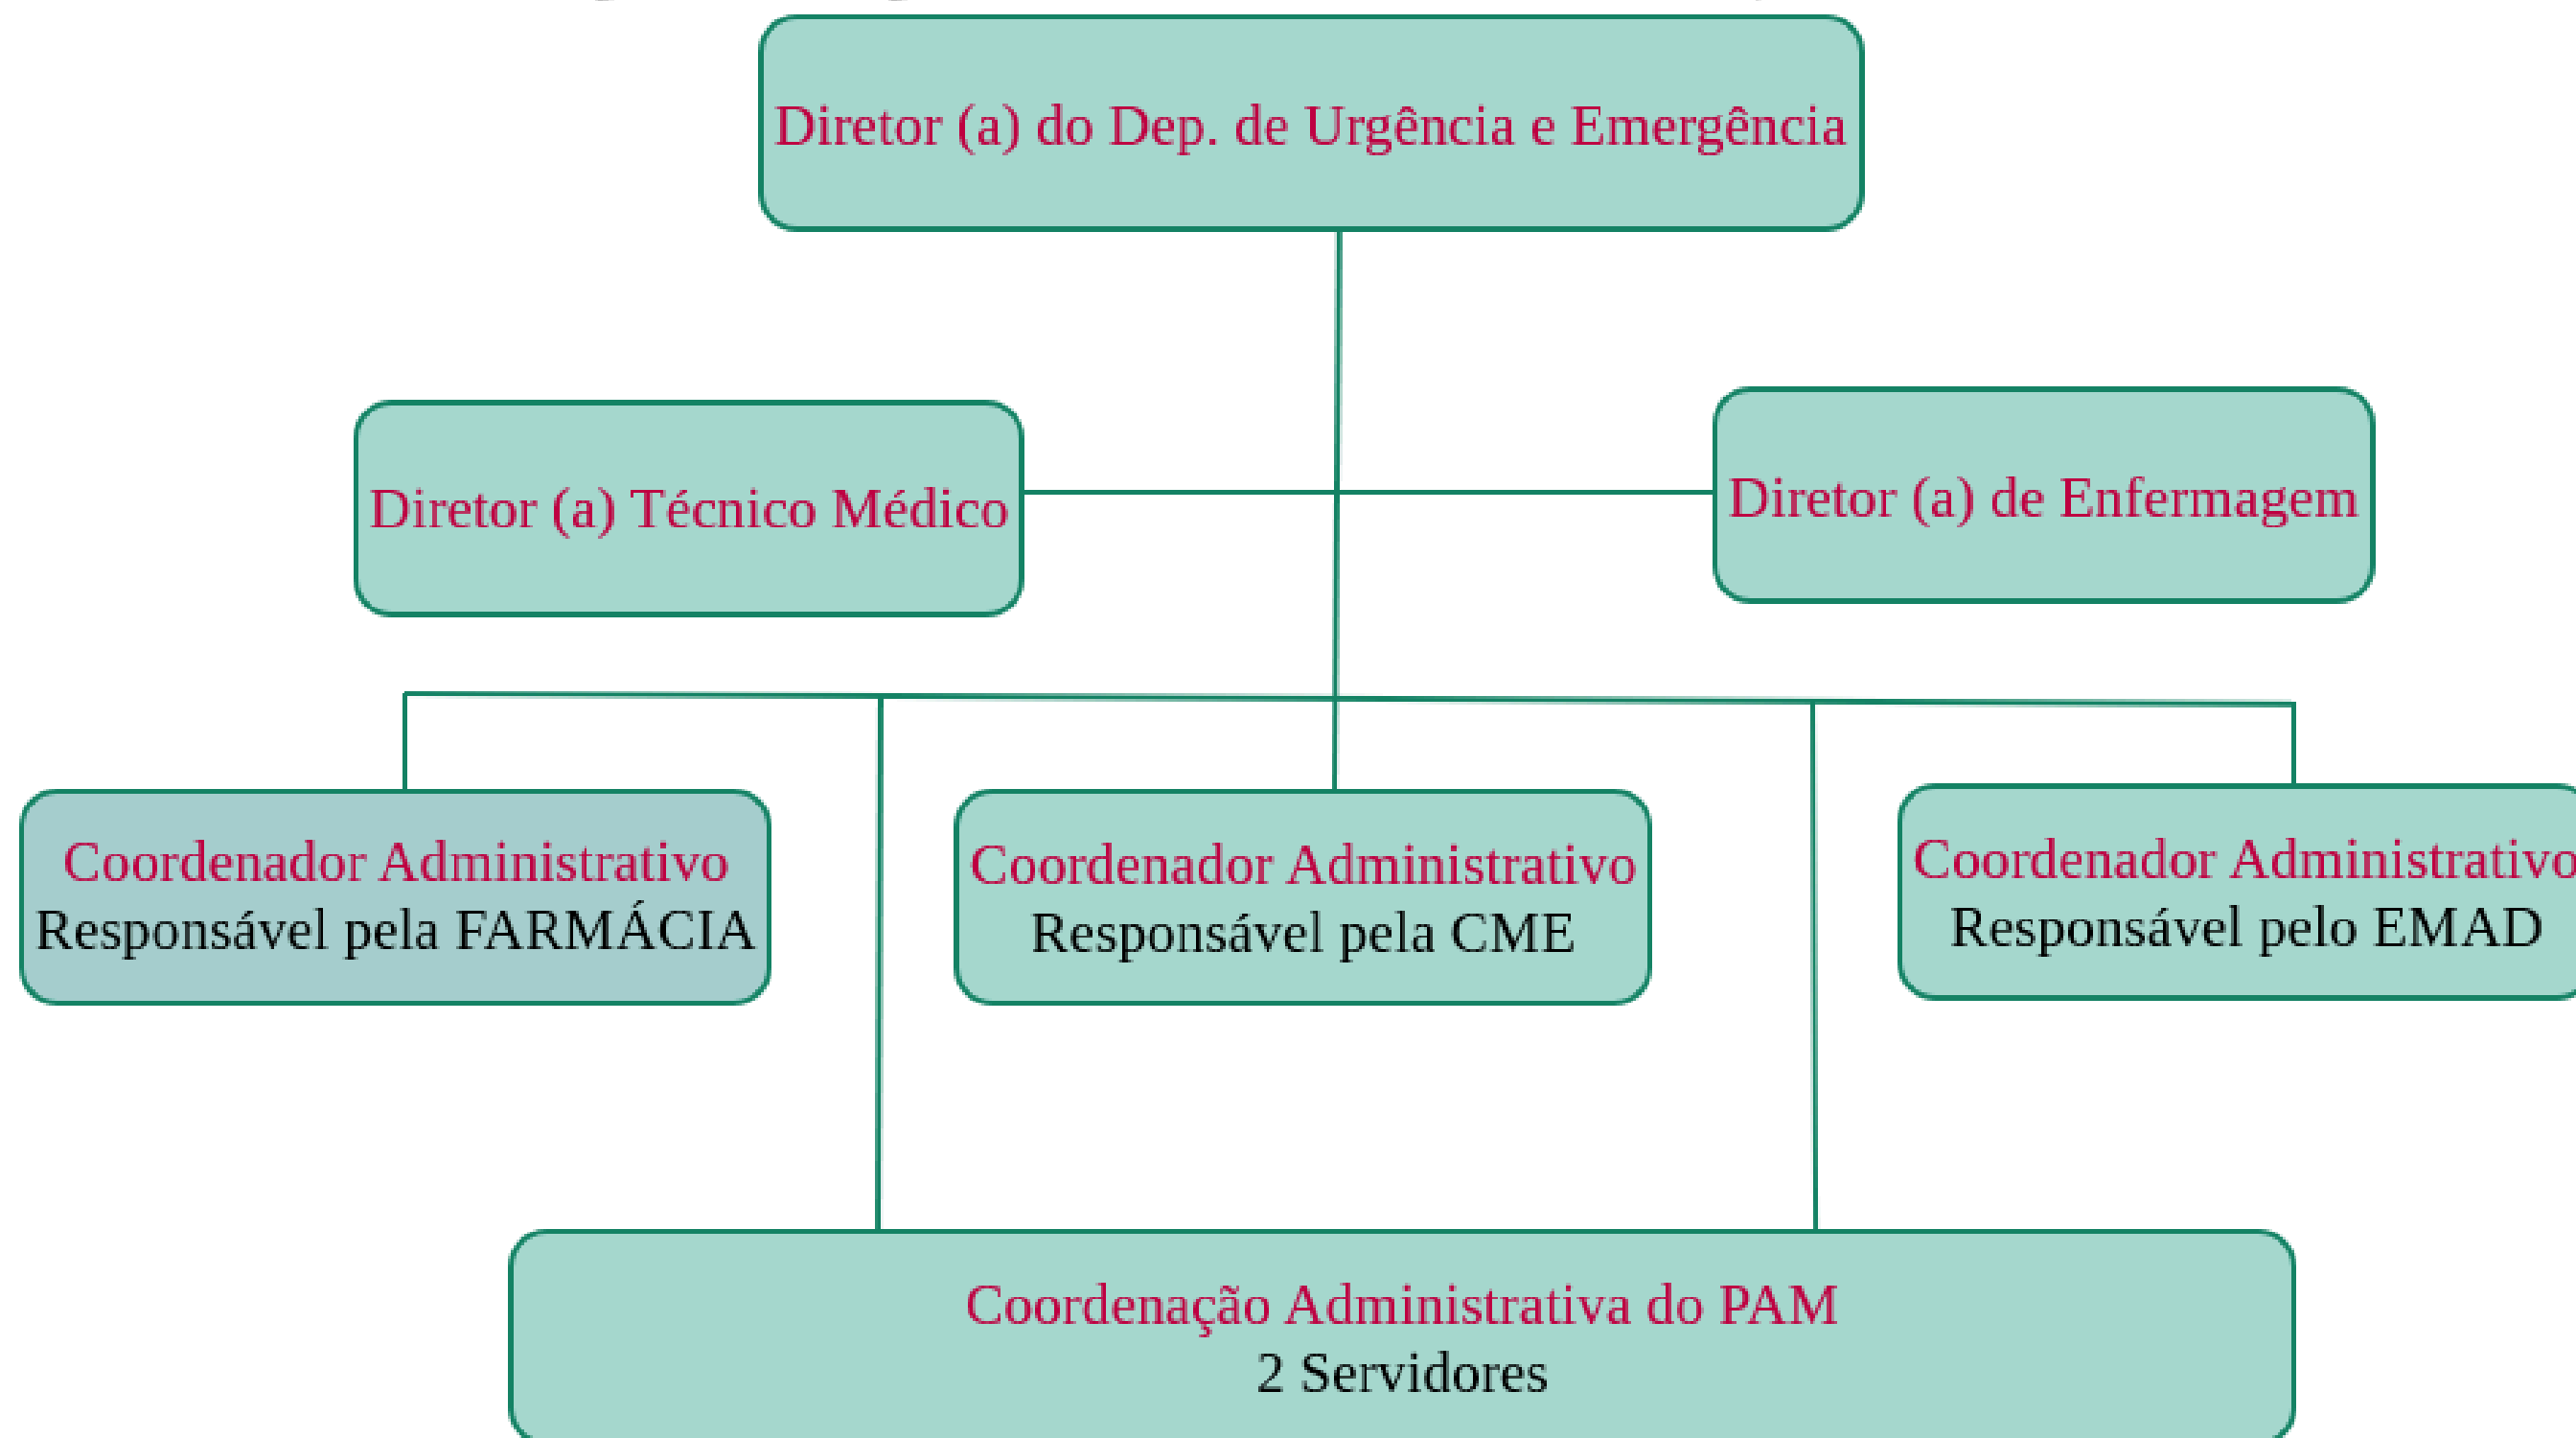 Diretor (a) do Dep. de Urgência e Emergência
Diretor (a) Técnico Médico
Diretor (a) de Enfermagem
Coordenador Administrativo
Responsável pela FARMÁCIA
Coordenador Administrativo
Responsável pela CME
Coordenador Administrativo
Responsável pelo EMAD
Coordenação Administrativa do PAM
2 Servidores